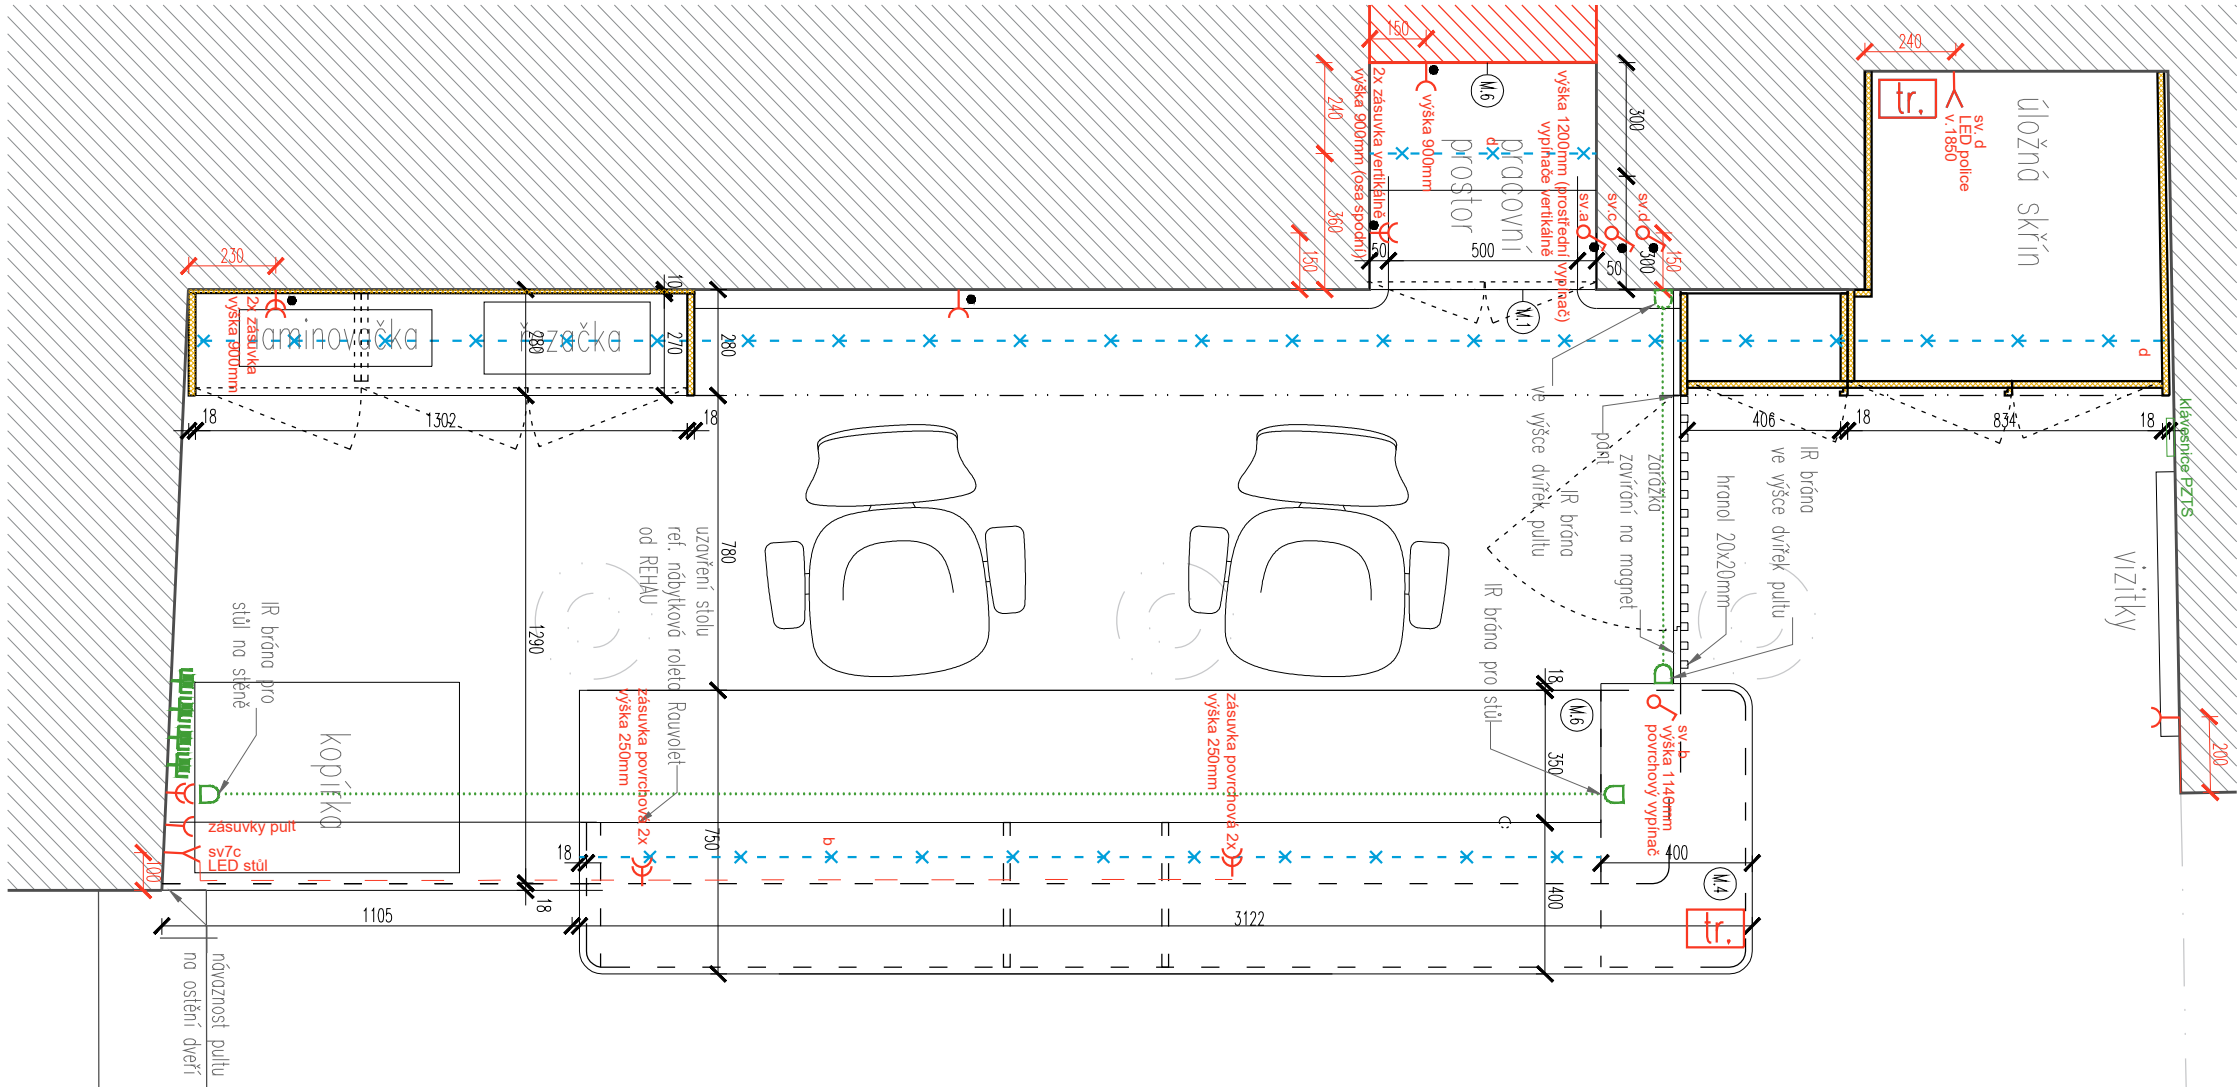 150
240
2x zásuvka vertikálně
výška 900mm (osa spodní)
240
360
150
výška 900mm
M.6
d
pracovní
prostor
výška 1200mm (prostřední vypínač)
vypínače vertikálně
300
sv.a
sv.c
sv.d
50
500
50
300
150
M.1
tr.
sv. d
LED police
v.1850
úložná skříň
230
2x zásuvka
výška 900mm
laminovačka
řezačka
10
270
280
280
18
1302
18
d
406
18
834
18
klávesnice PZTS
IR brána
ve výšce dvířek pultu
pant
zarážka
zavírání na magnet
hranol 20x20mm
IR brána
ve výšce dvířek pultu
vizitky
200
780
1290
uzavření stolu
ref. nábytková roleta Rauvolet
od REHAU
IR brána pro stůl
IR brána pro
stůl na stěně
kopírka
zásuvky pult
sv7c
LED stůl
100
zásuvka povrchová 2x
výška 250mm
zásuvka povrchová 2x
výška 250mm
18
M.6
350
sv. b
výška 1140mm
povrchový vypínač
750
b
18
400
M.4
tr.
400
18
1105
3122
návaznost pultu
na ostění dveří